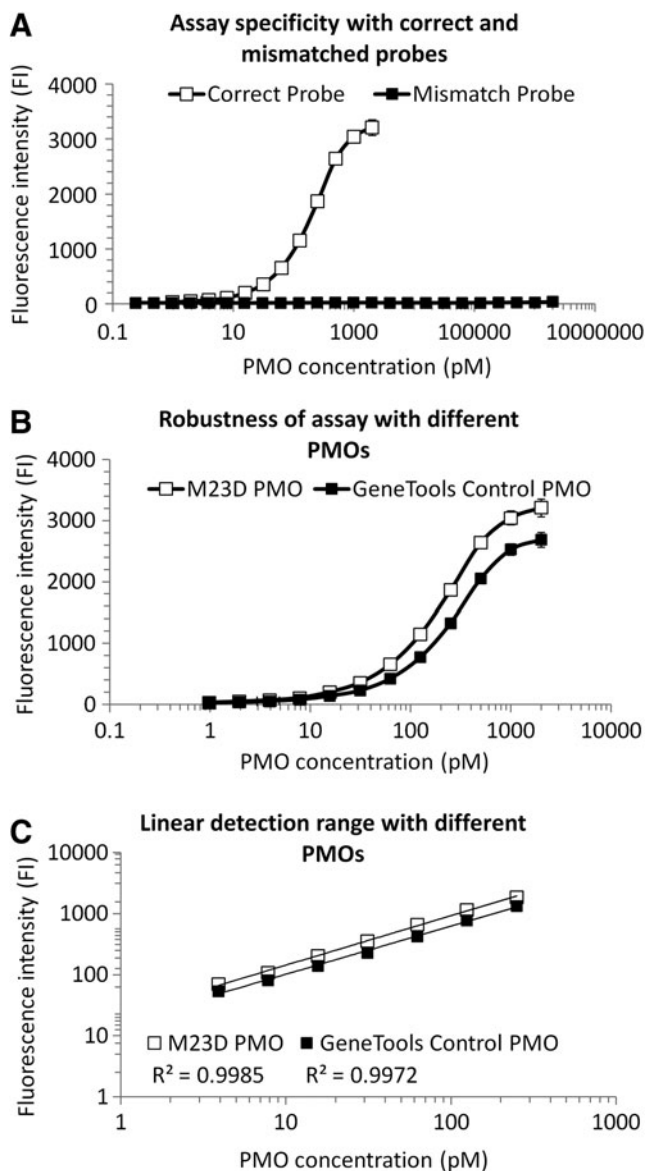 A
Assay specificity with correct and
mismatched probes
Fluorescence intensity (FI)
4000
3000
2000
1000
0
Correct Probe
Mismatch Probe
0.1
10
1000
100000
10000000
PMO concentration (pM)
B
Robustness of assay with different
PMOs
Fluorescence intensity (FI)
4000
3000
2000
1000
0
M23D PMO
GeneTools Control PMO
0.1
1
10
100
1000
10000
PMO concentration (pM)
C
Linear detection range with different
PMOs
Fluorescence intensity (FI)
10000
1000
100
10
1
M23D PMO
GeneTools Control PMO
R² = 0.9985
R² = 0.9972
1
10
100
1000
PMO concentration (pM)